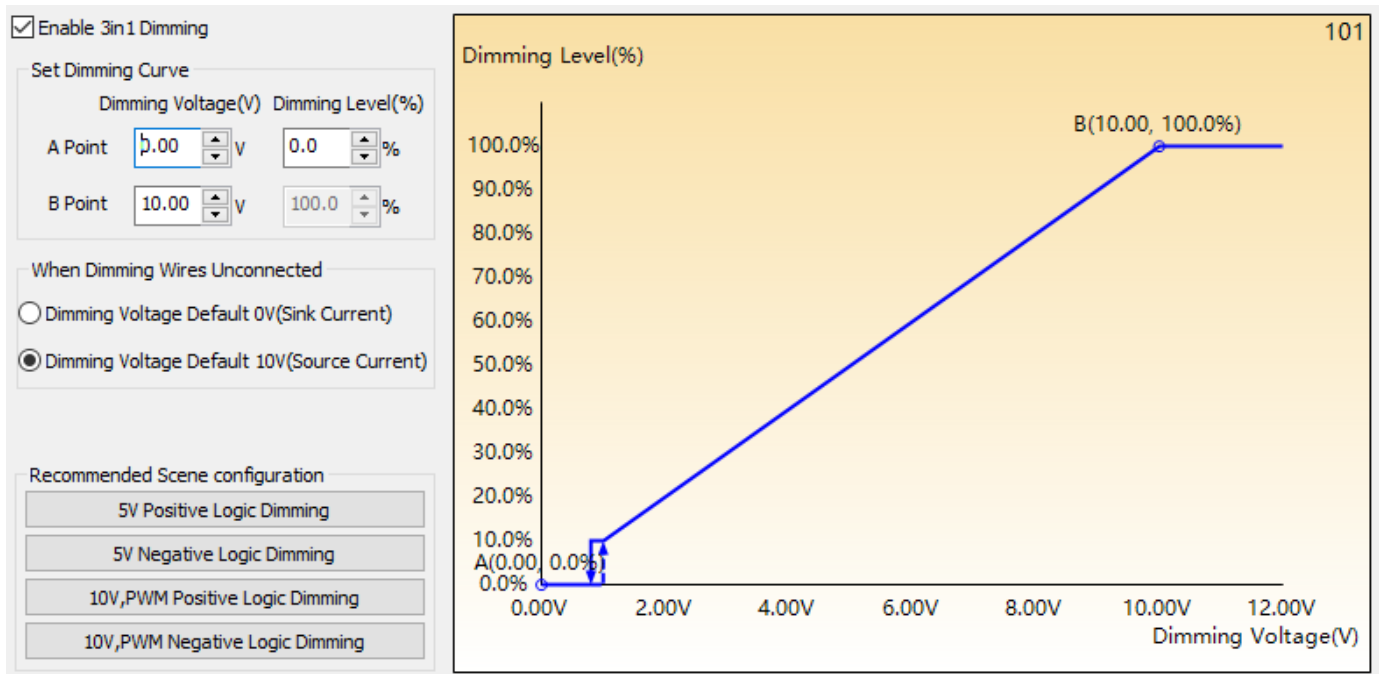 Enable 3in1 Dimming
Set Dimming Curve
Dimming Voltage(V) Dimming Level(%)
A Point 0.00 V 0.0 %
B Point 10.00 V 100.0 %
When Dimming Wires Unconnected
Dimming Voltage Default 0V(Sink Current)
Dimming Voltage Default 10V(Source Current)
Recommended Scene configuration
5V Positive Logic Dimming
5V Negative Logic Dimming
10V,PWM Positive Logic Dimming
10V,PWM Negative Logic Dimming
101
Dimming Level(%)
B(10.00, 100.0%)
100.0%
90.0%
80.0%
70.0%
60.0%
50.0%
40.0%
30.0%
20.0%
10.0%
A(0.00, 0.0%)
0.0%
0.00V 2.00V 4.00V 6.00V 8.00V 10.00V 12.00V
Dimming Voltage(V)